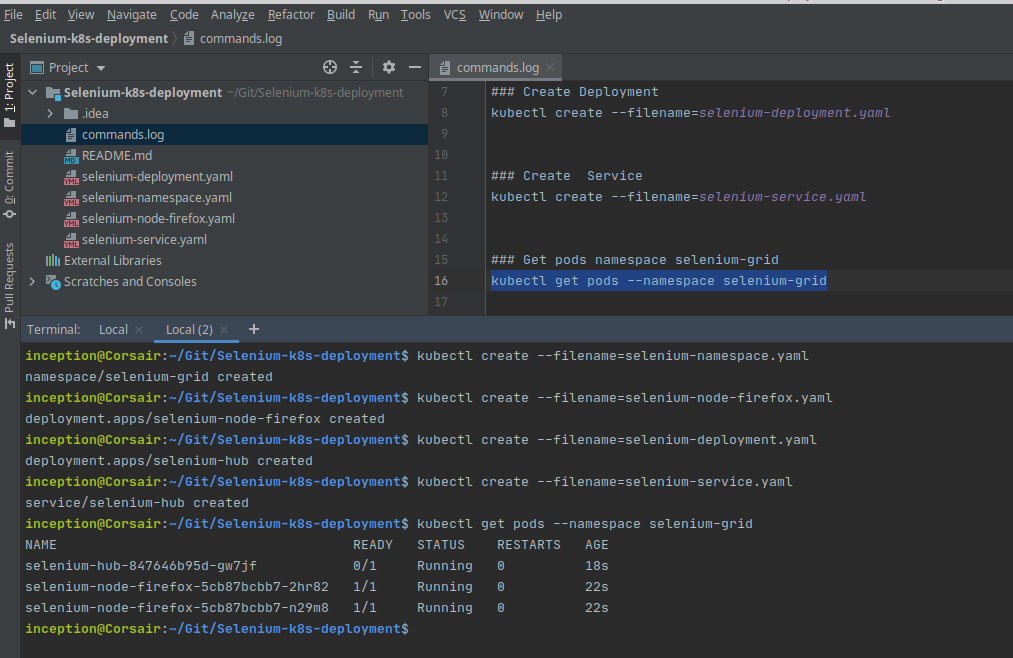 File Edit View Navigate Code Analyze Refactor Build Run Tools VCS Window Help
Selenium-k8s-deployment commands.log
1: Project
0: Commit
Pull Requests
Project
Selenium-k8s-deployment ~/Git/Selenium-k8s-deployment
.idea
commands.log
README.md
selenium-deployment.yaml
selenium-namespace.yaml
selenium-node-firefox.yaml
selenium-service.yaml
External Libraries
Scratches and Consoles
commands.log
7 ### Create Deployment
8 kubectl create --filename=selenium-deployment.yaml
9
10
11 ### Create  Service
12 kubectl create --filename=selenium-service.yaml
13
14
15 ### Get pods namespace selenium-grid
16 kubectl get pods --namespace selenium-grid
17
Terminal: Local Local (2)
inception@Corsair:~/Git/Selenium-k8s-deployment$ kubectl create --filename=selenium-namespace.yaml
namespace/selenium-grid created
inception@Corsair:~/Git/Selenium-k8s-deployment$ kubectl create --filename=selenium-node-firefox.yaml
deployment.apps/selenium-node-firefox created
inception@Corsair:~/Git/Selenium-k8s-deployment$ kubectl create --filename=selenium-deployment.yaml
deployment.apps/selenium-hub created
inception@Corsair:~/Git/Selenium-k8s-deployment$ kubectl create --filename=selenium-service.yaml
service/selenium-hub created
inception@Corsair:~/Git/Selenium-k8s-deployment$ kubectl get pods --namespace selenium-grid
NAME READY STATUS RESTARTS AGE
selenium-hub-847646b95d-gw7jf 0/1 Running 0 18s
selenium-node-firefox-5cb87bcbb7-2hr82 1/1 Running 0 22s
selenium-node-firefox-5cb87bcbb7-n29m8 1/1 Running 0 22s
inception@Corsair:~/Git/Selenium-k8s-deployment$